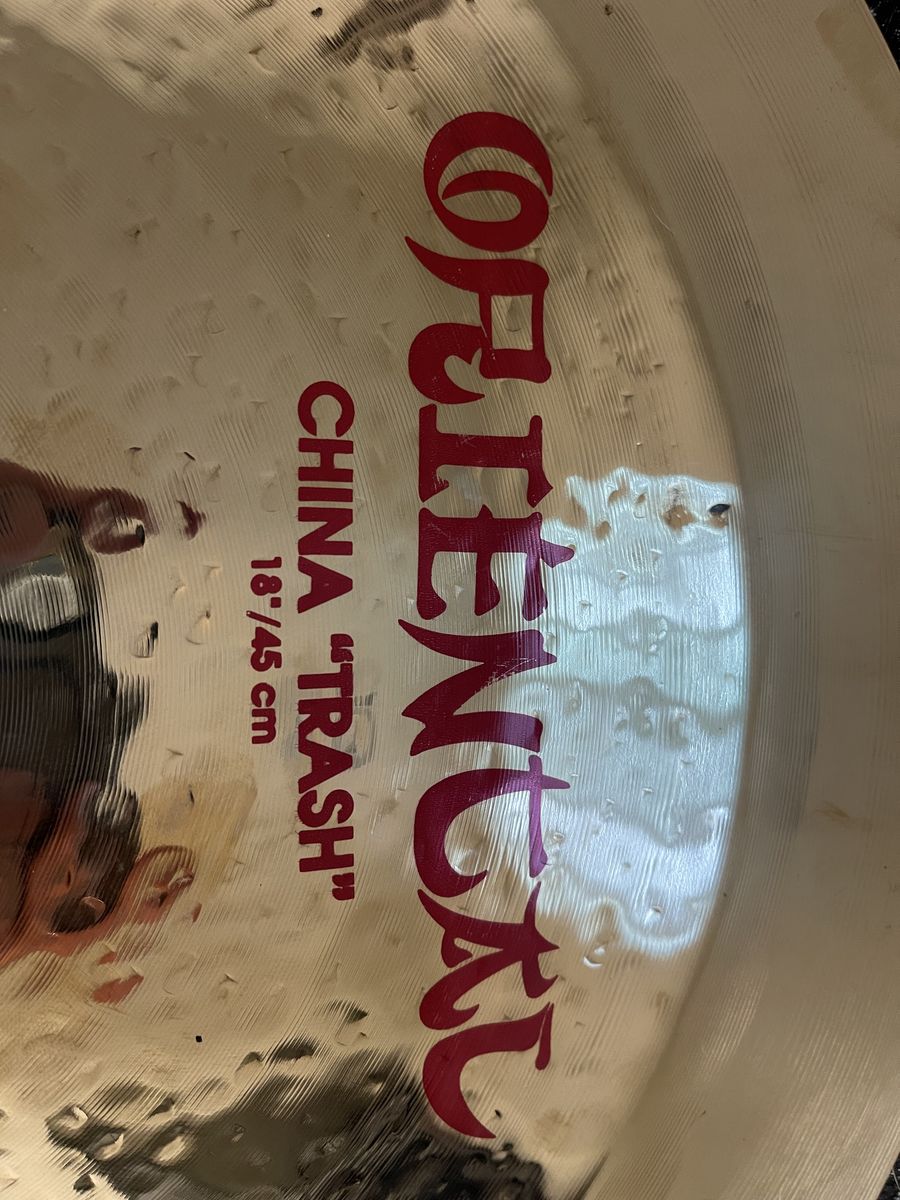 ORIENTAL
CHINA "TRASH"
18"/45 cm